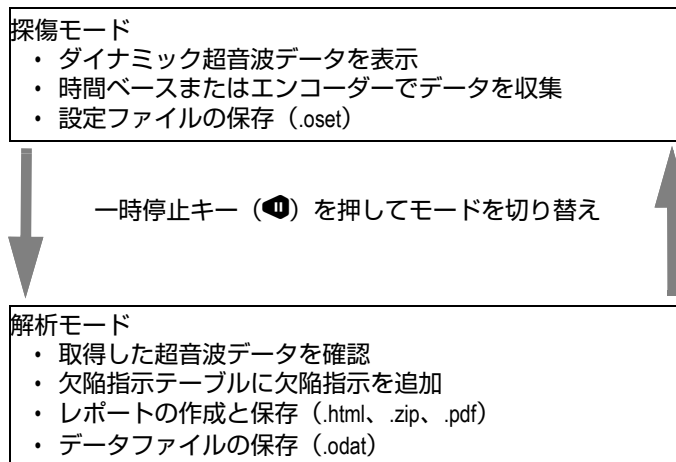 探傷モード
・ ダイナミック超音波データを表示
・ 時間ベースまたはエンコーダーでデータを収集
・ 設定ファイルの保存（.oset）
一時停止キー（）を押してモードを切り替え
解析モード
・ 取得した超音波データを確認
・ 欠陥指示テーブルに欠陥指示を追加
・ レポートの作成と保存（.html、.zip、.pdf）
・ データファイルの保存（.odat）